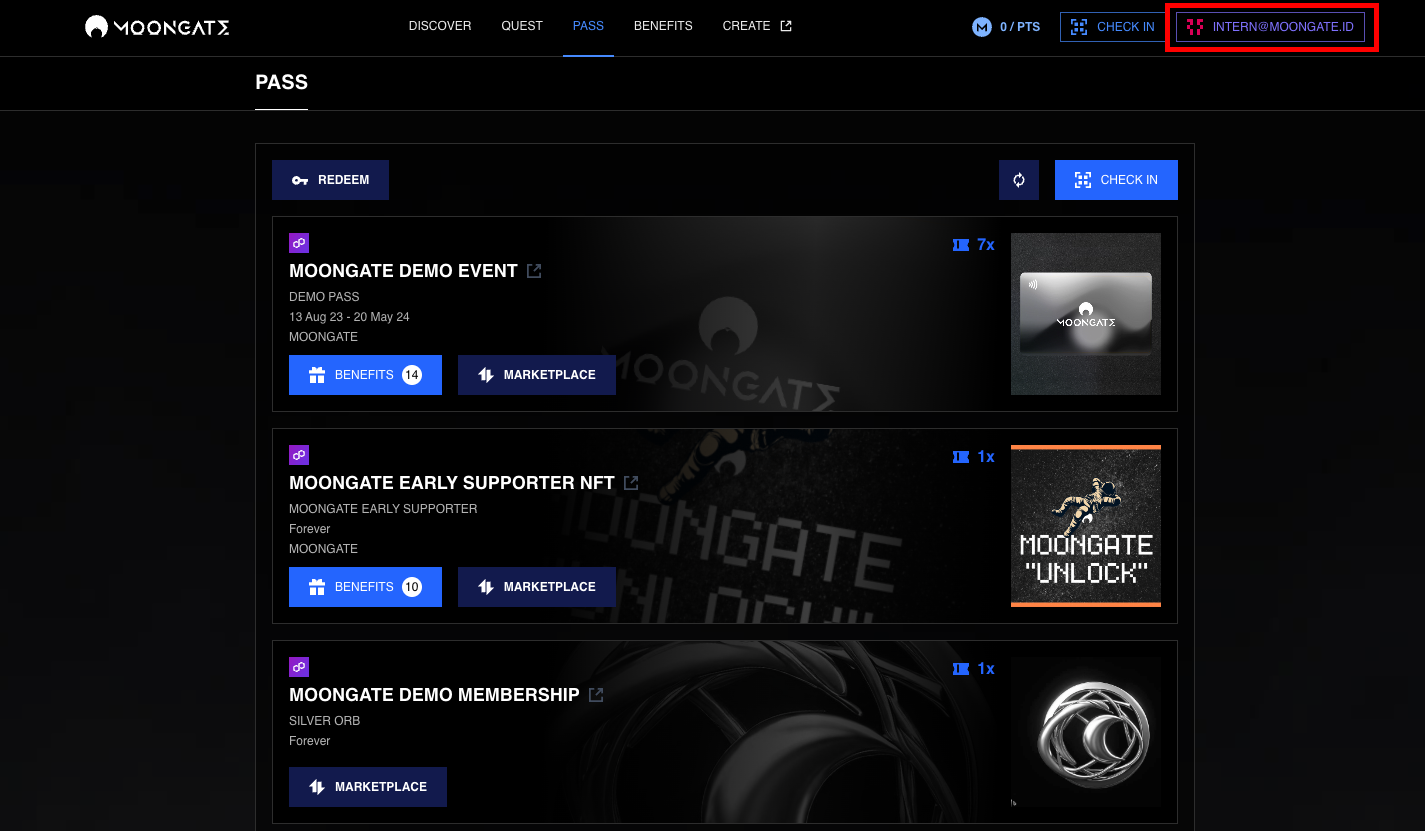 MOONGATE
DISCOVER
QUEST
PASS
BENEFITS
CREATE
0 / PTS
CHECK IN
INTERN@MOONGATE.ID
PASS
REDEEM
CHECK IN
MOONGATE DEMO EVENT
7x
DEMO PASS
13 Aug 23 - 20 May 24
MOONGATE
BENEFITS 14
MARKETPLACE
MOONGATE
MOONGATE
MOONGATE EARLY SUPPORTER NFT
1x
MOONGATE EARLY SUPPORTER
Forever
MOONGATE
BENEFITS 10
MARKETPLACE
MOONGATE
"UNLOCK"
MOONGATE
"UNLOCK"
MOONGATE DEMO MEMBERSHIP
1x
SILVER ORB
Forever
MARKETPLACE